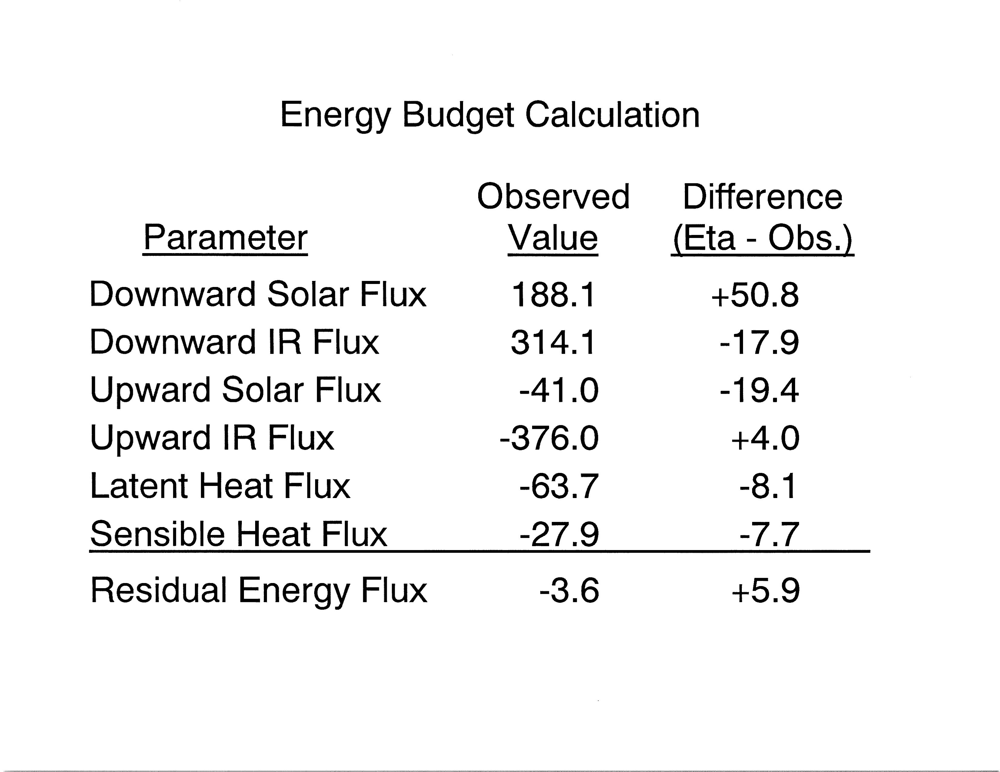 Energy Budget Calculation
Observed Difference
Parameter Value (Eta - Obs.)
Downward Solar Flux 188.1 +50.8
Downward IR Flux 314.1 -17.9
Upward Solar Flux -41.0 -19.4
Upward IR Flux -376.0 +4.0
Latent Heat Flux -63.7 -8.1
Sensible Heat Flux -27.9 -7.7
Residual Energy Flux -3.6 +5.9